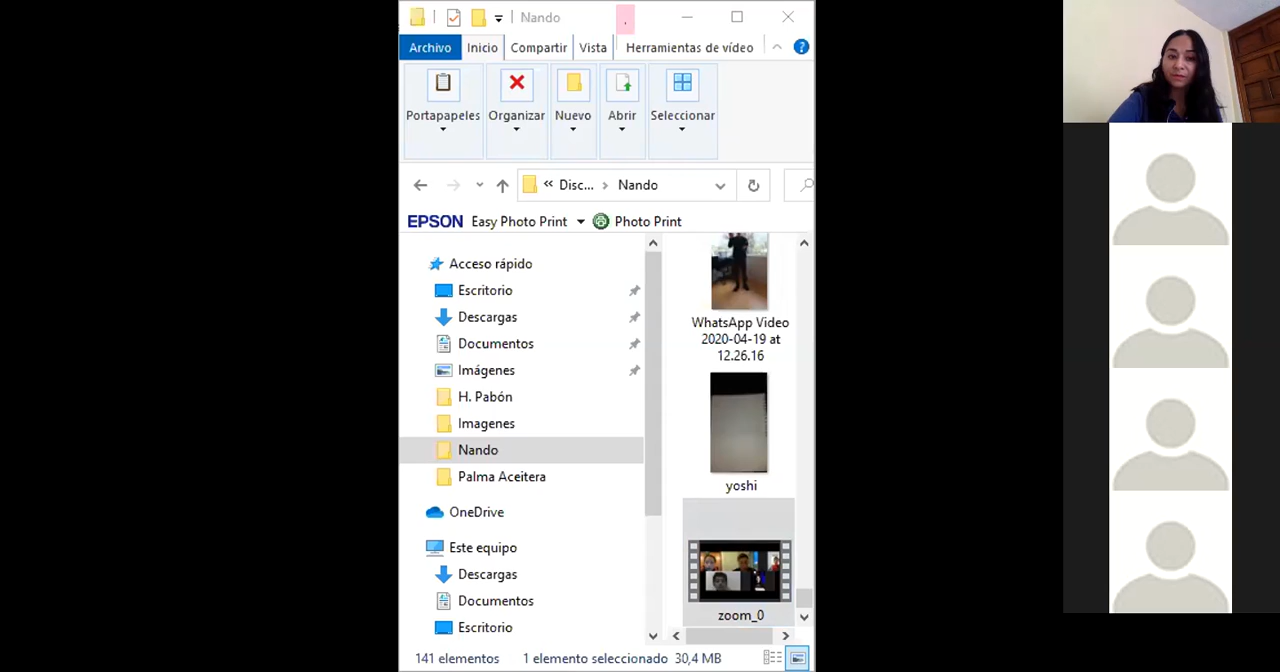 Nando
Archivo Inicio Compartir Vista Herramientas de vídeo
Portapapeles Organizar Nuevo Abrir Seleccionar
« Disc... > Nando
EPSON Easy Photo Print Photo Print
Acceso rápido
Escritorio
Descargas
Documentos
Imágenes
H. Pabón
Imagenes
Nando
Palma Aceitera
OneDrive
Este equipo
Descargas
Documentos
Escritorio
WhatsApp Video
2020-04-19 at
12.26.16
yoshi
zoom_0
141 elementos 1 elemento seleccionado 30,4 MB